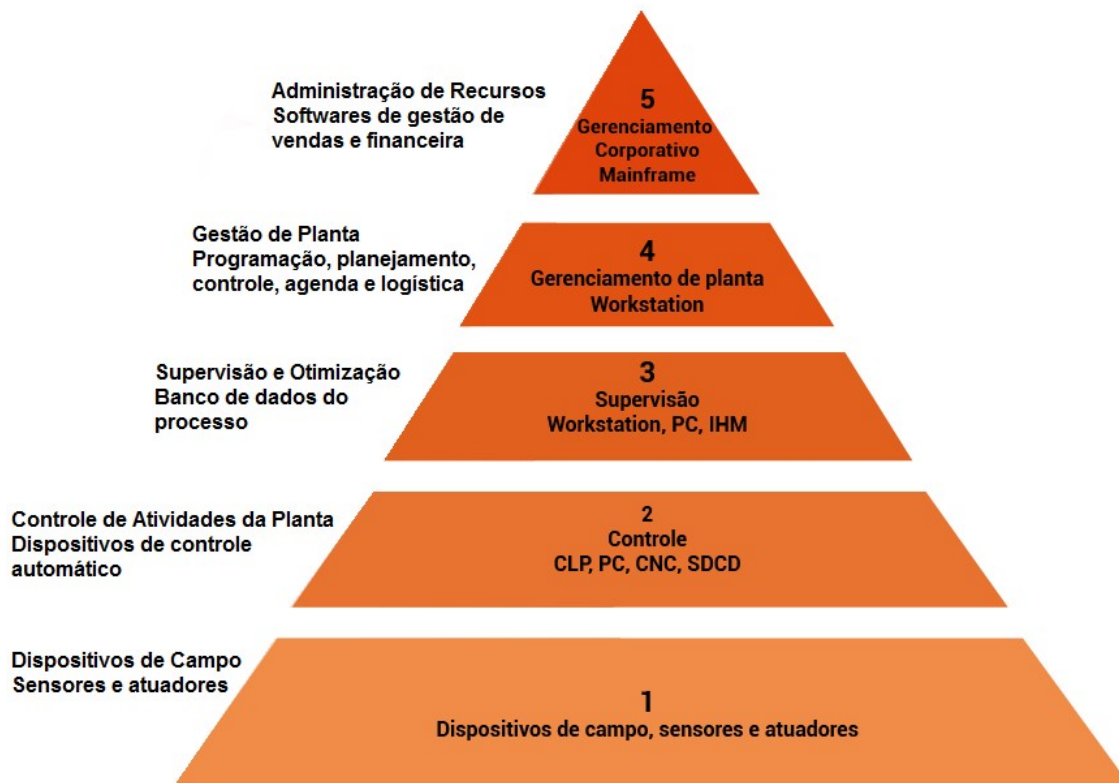 Administração de Recursos
Softwares de gestão de
vendas e financeira
5
Gerenciamento
Corporativo
Mainframe
Gestão de Planta
Programação, planejamento,
controle, agenda e logística
4
Gerenciamento de planta
Workstation
Supervisão e Otimização
Banco de dados do
processo
3
Supervisão
Workstation, PC, IHM
Controle de Atividades da Planta
Dispositivos de controle
automático
2
Controle
CLP, PC, CNC, SDCD
Dispositivos de Campo
Sensores e atuadores
1
Dispositivos de campo, sensores e atuadores